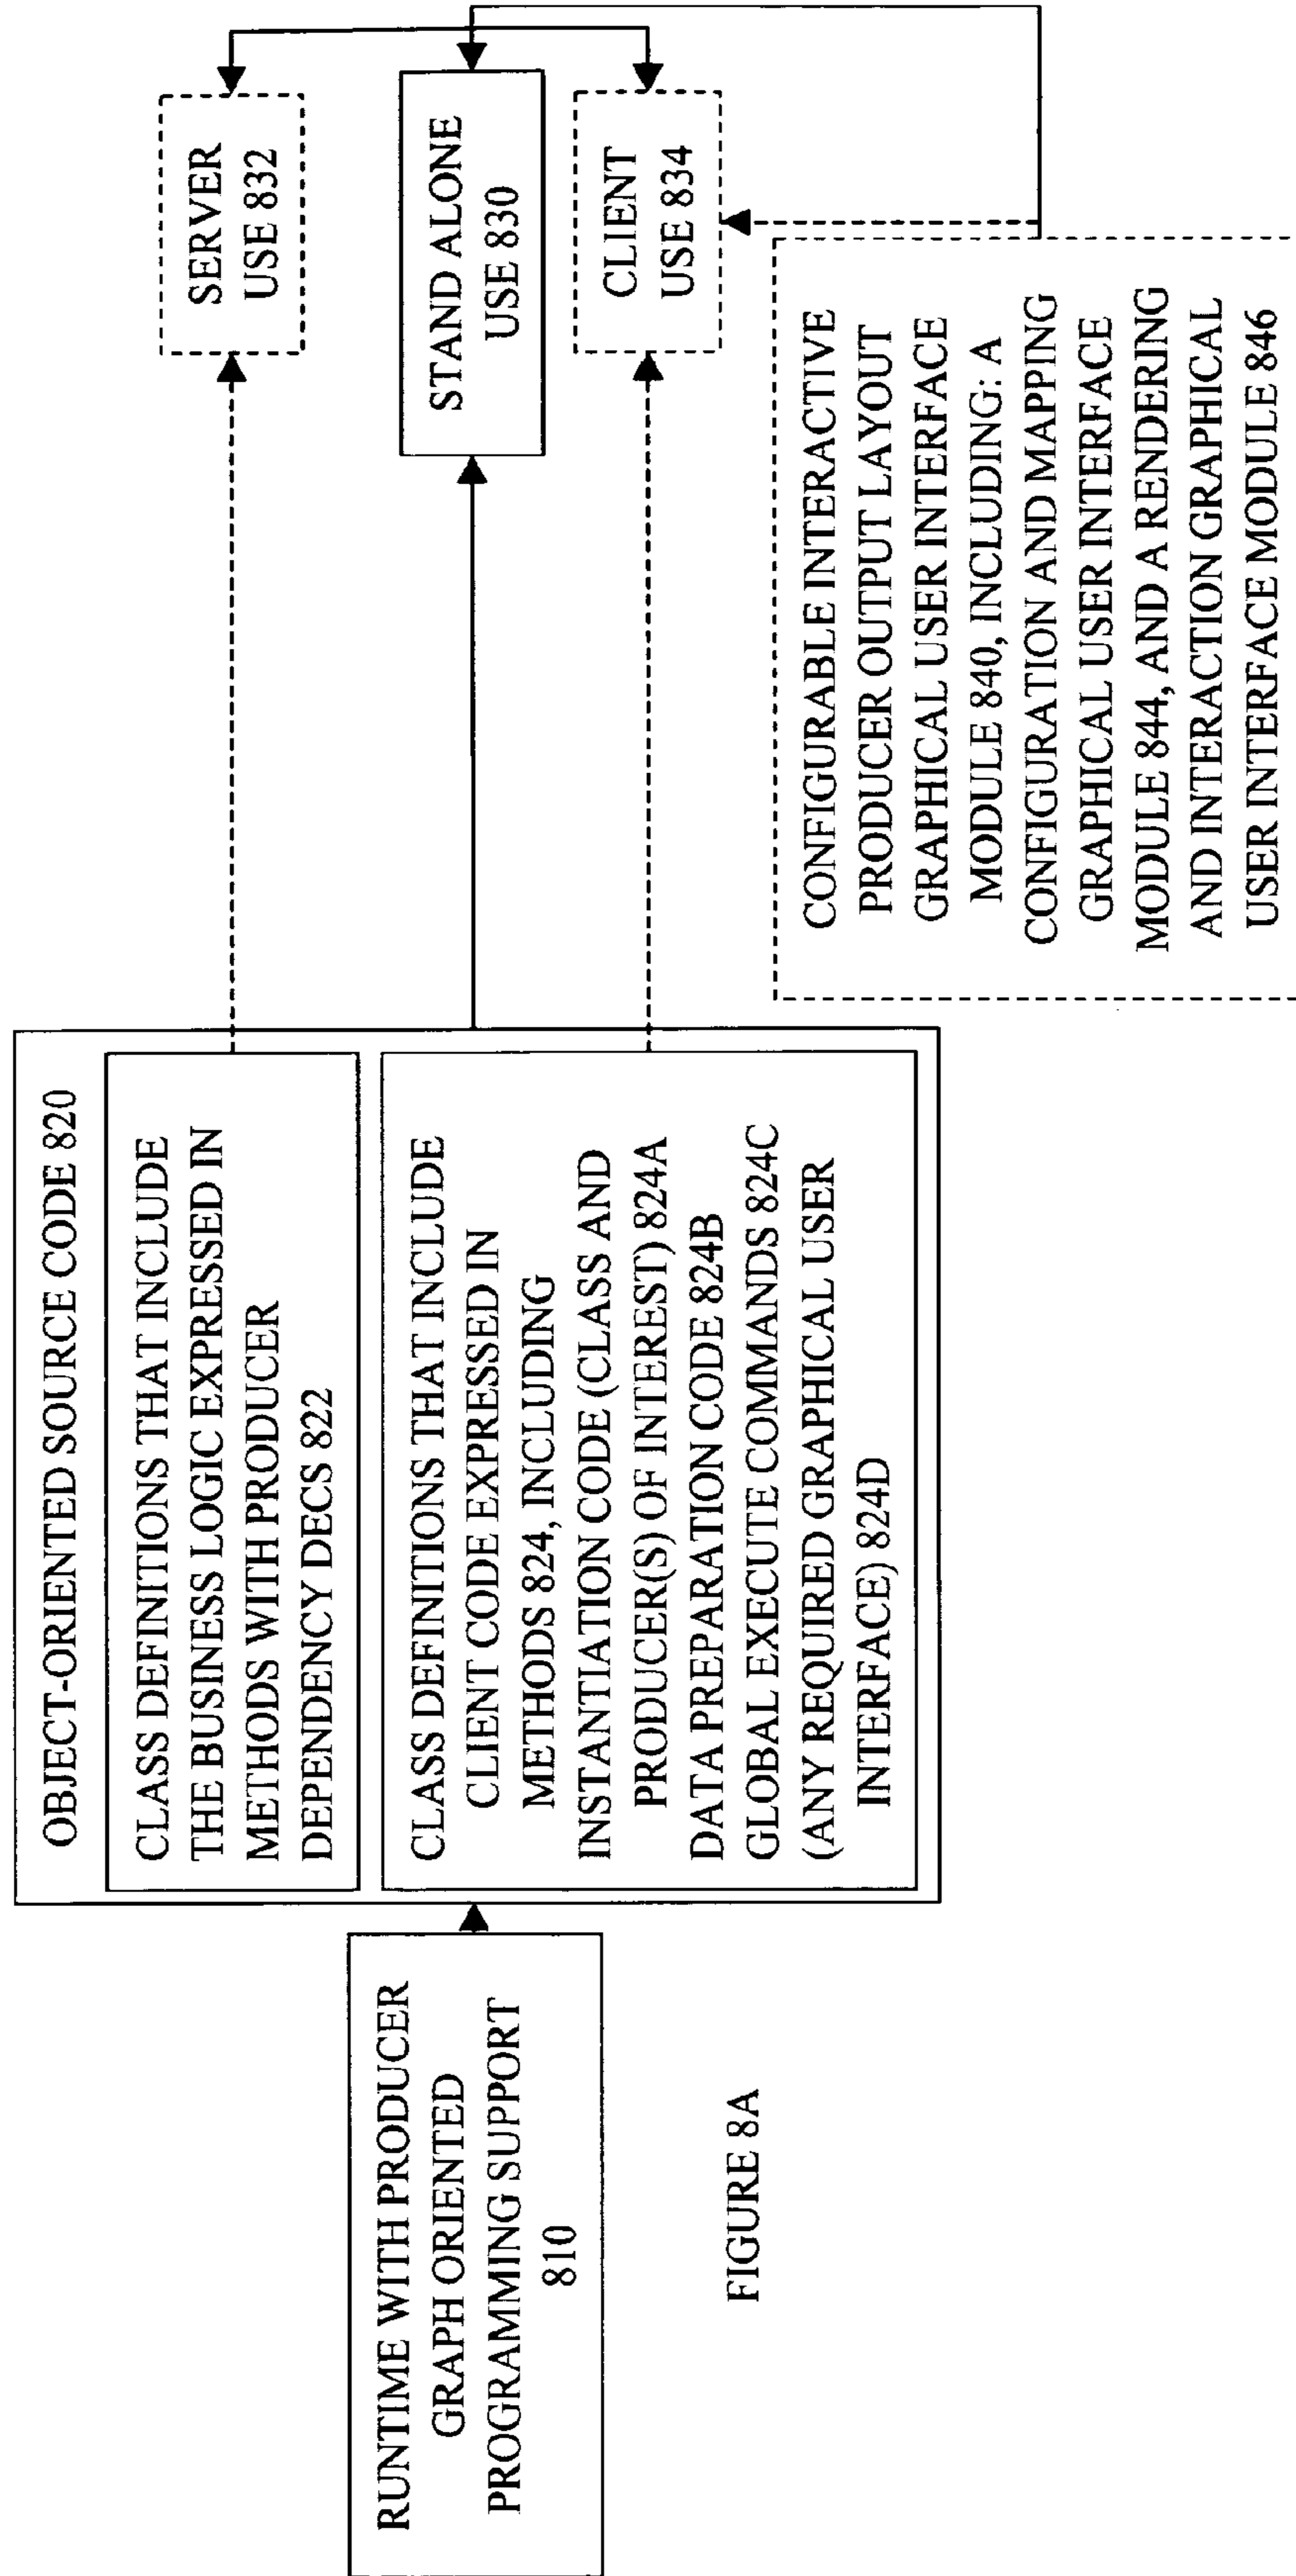 RUNTIME WITH PRODUCER
GRAPH ORIENTED
PROGRAMMING SUPPORT
810
OBJECT-ORIENTED SOURCE CODE 820
CLASS DEFINITIONS THAT INCLUDE
THE BUSINESS LOGIC EXPRESSED IN
METHODS WITH PRODUCER
DEPENDENCY DECS 822
CLASS DEFINITIONS THAT INCLUDE
CLIENT CODE EXPRESSED IN
METHODS 824, INCLUDING
INSTANTIATION CODE (CLASS AND
PRODUCER(S) OF INTEREST) 824A
DATA PREPARATION CODE 824B
GLOBAL EXECUTE COMMANDS 824C
(ANY REQUIRED GRAPHICAL USER
INTERFACE) 824D
SERVER
USE 832
STAND ALONE
USE 830
CLIENT
USE 834
CONFIGURABLE INTERACTIVE
PRODUCER OUTPUT LAYOUT
GRAPHICAL USER INTERFACE
MODULE 840, INCLUDING: A
CONFIGURATION AND MAPPING
GRAPHICAL USER INTERFACE
MODULE 844, AND A RENDERING
AND INTERACTION GRAPHICAL
USER INTERFACE MODULE 846
FIGURE 8A